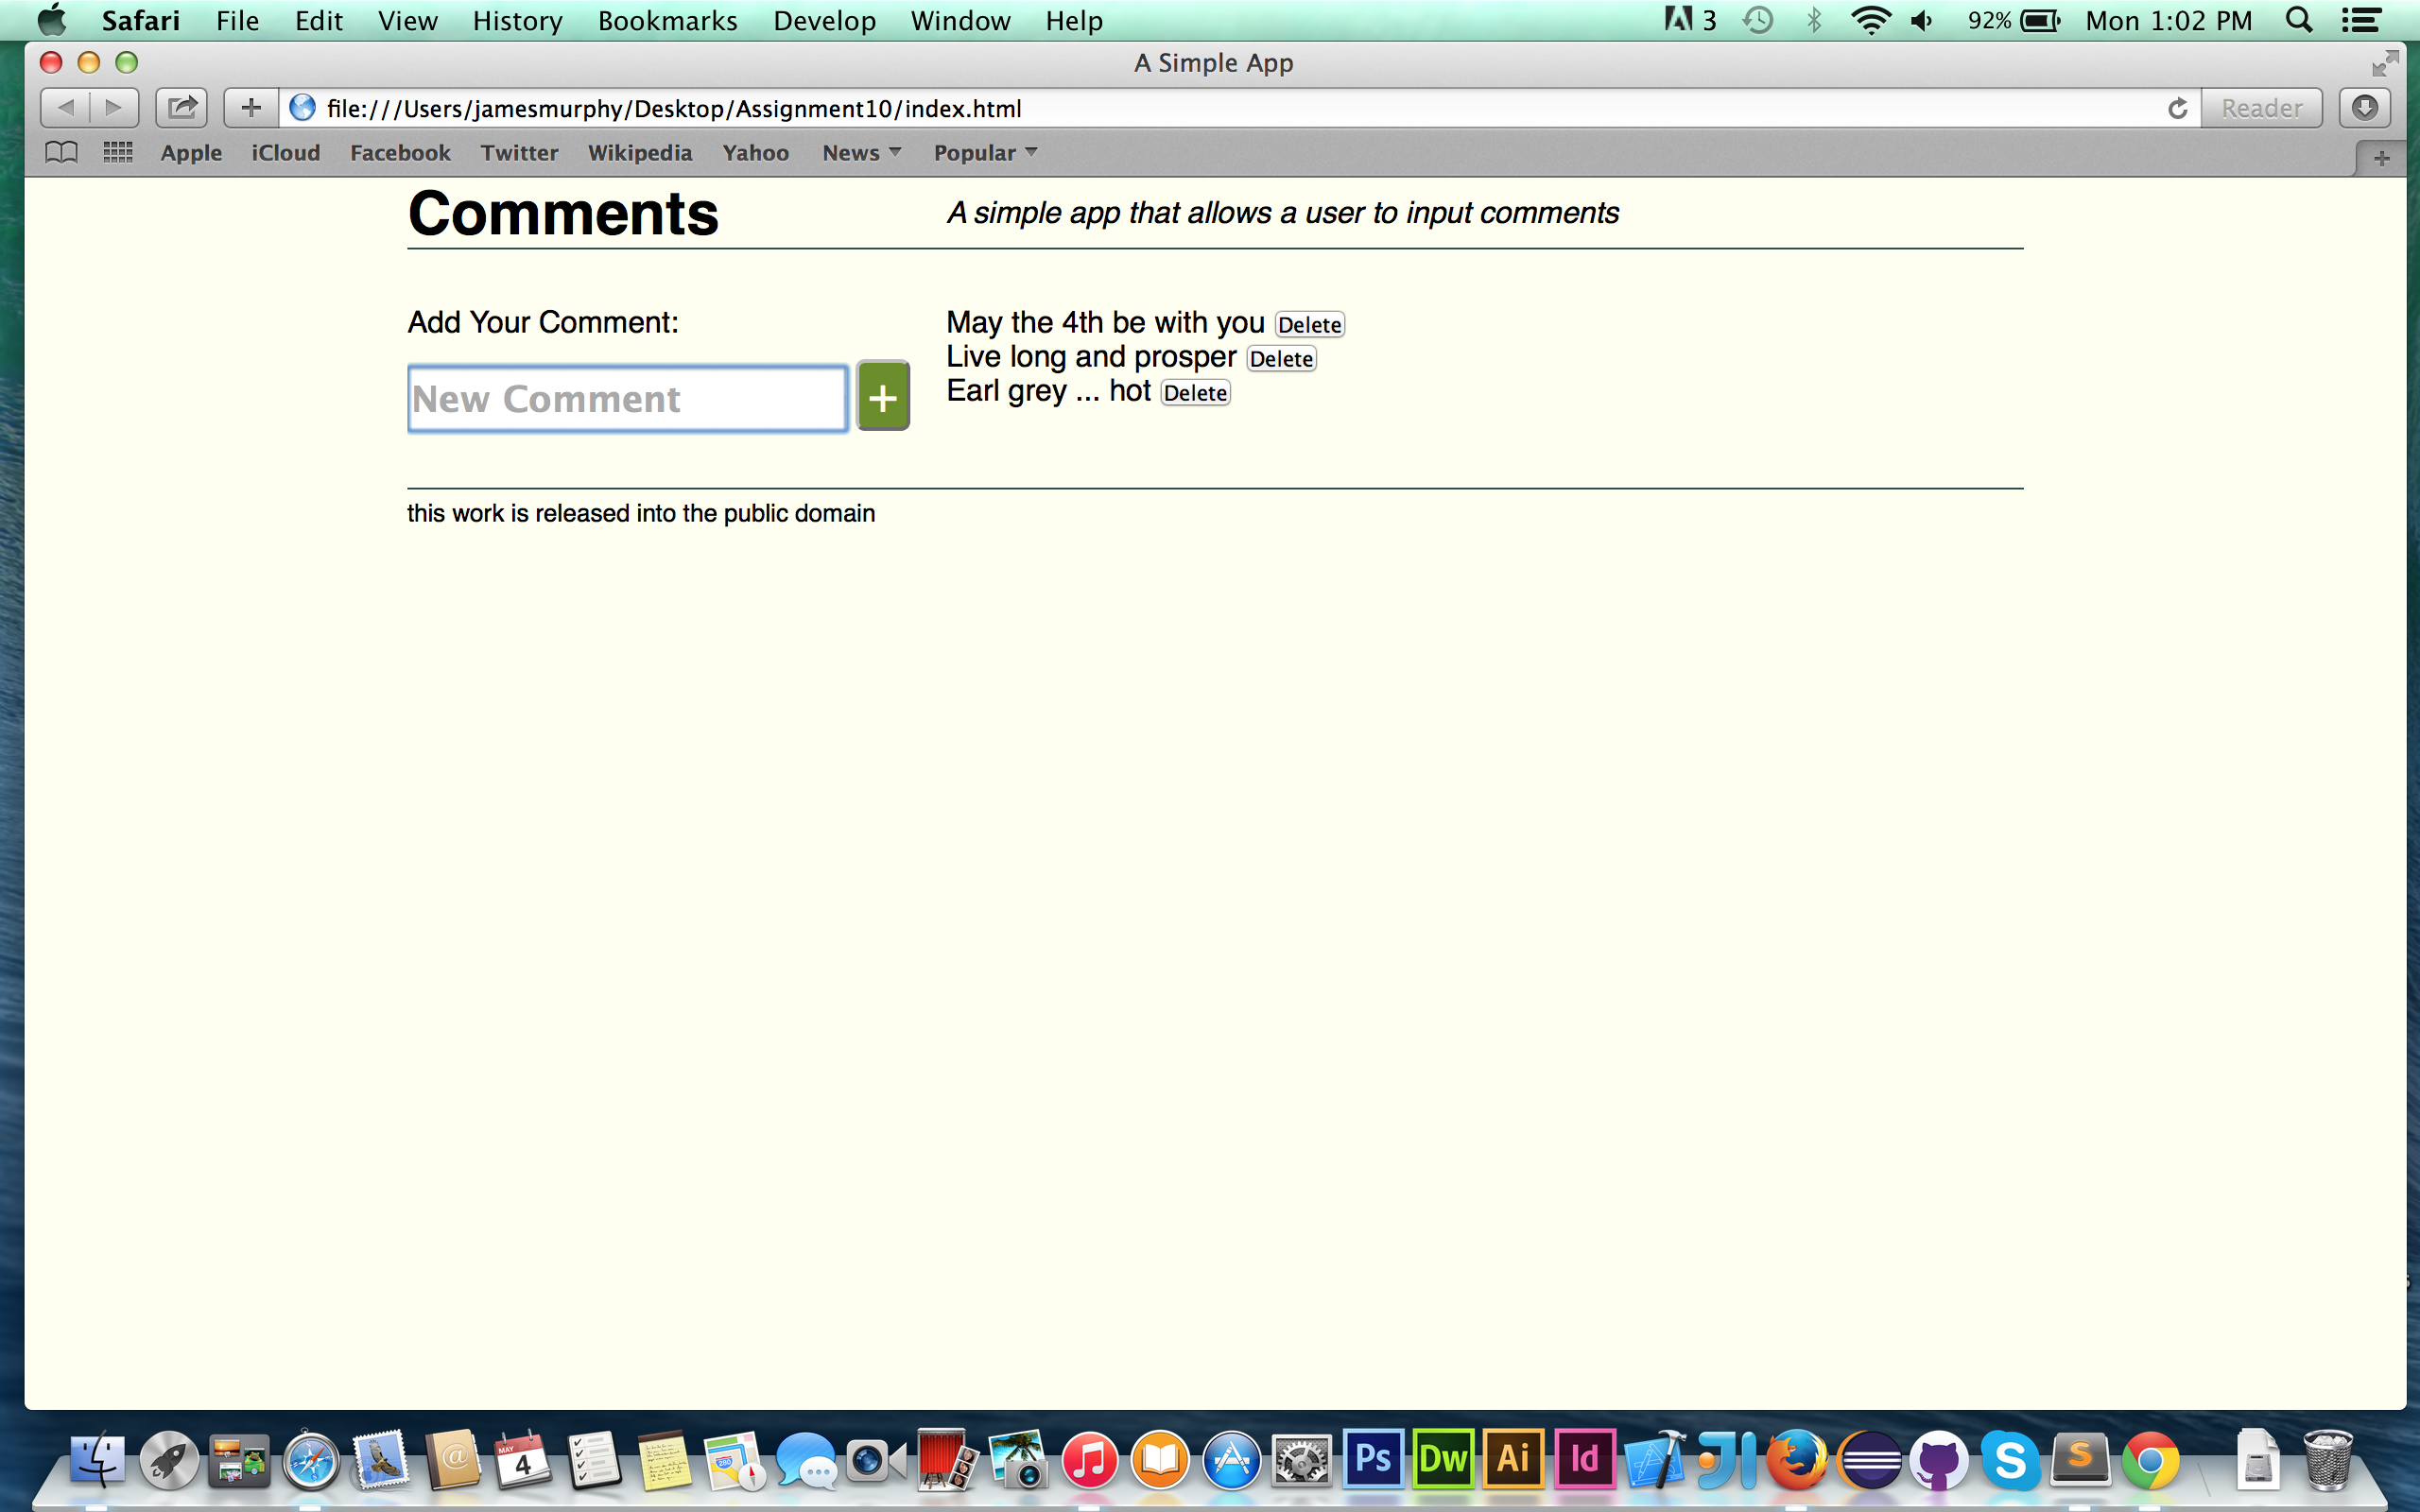 Safari File Edit View History Bookmarks Develop Window Help 3 92% Mon 1:02 PM
A Simple App
file:///Users/jamesmurphy/Desktop/Assignment10/index.html Reader
Apple iCloud Facebook Twitter Wikipedia Yahoo News Popular
Comments A simple app that allows a user to input comments
Add Your Comment:
New Comment +
May the 4th be with you Delete
Live long and prosper Delete
Earl grey ... hot Delete
this work is released into the public domain
MAY 4 280 Ps Dw Ai Id JI S S